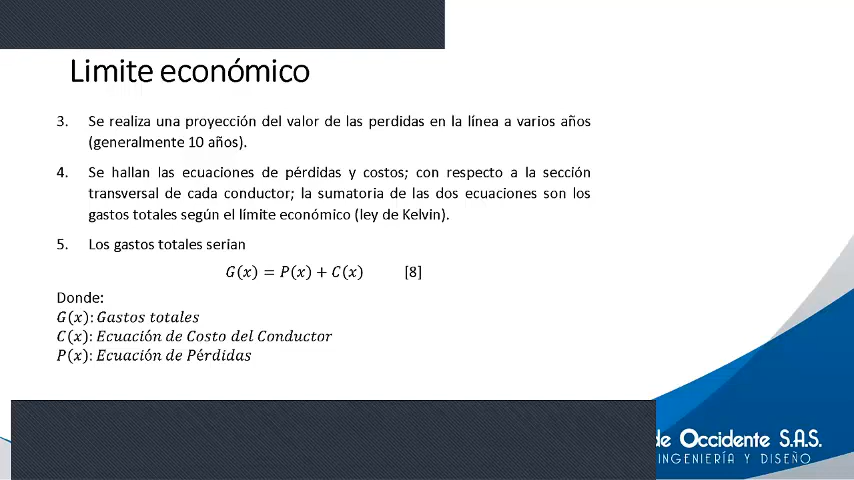 Limite económico
3. Se realiza una proyección del valor de las perdidas en la línea a varios años
(generalmente 10 años).
4. Se hallan las ecuaciones de pérdidas y costos; con respecto a la sección
transversal de cada conductor; la sumatoria de las dos ecuaciones son los
gastos totales según el límite económico (ley de Kelvin).
5. Los gastos totales serian
G(x) = P(x) + C(x) [8]
Donde:
G(x): Gastos totales
C(x): Ecuación de Costo del Conductor
P(x): Ecuación de Pérdidas
de Occidente S.A.S.
INGENIERÍA Y DISEÑO